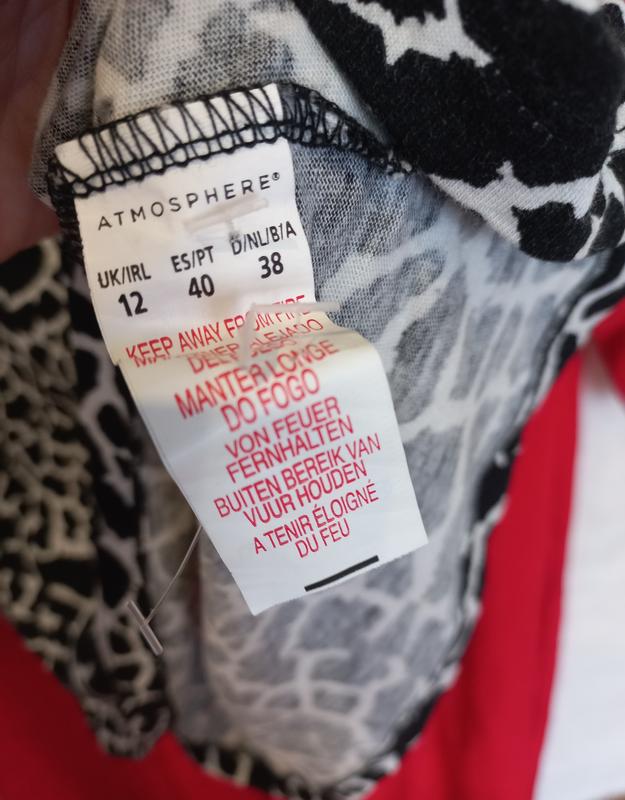 ATMOSPHERE®
UK/IRL ES/PT D/NL/B/A
12 40 38
KEEP AWAY FROM FIRE
MANTER LONGE
DO FOGO
VON FEUER
FERNHALTEN
BUITEN BEREIK VAN
VUUR HOUDEN
A TENIR ÉLOIGNÉ
DU FEU